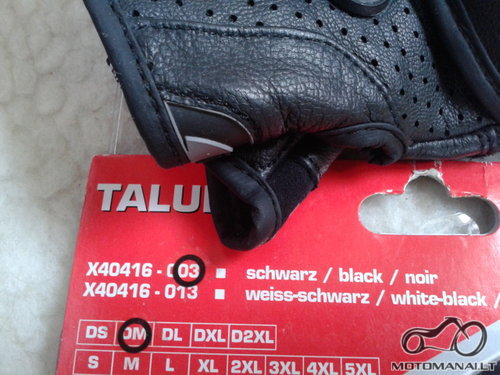 TALU
X40416 - 003 ■ schwarz / black / noir
X40416 - 013 ■ weiss-schwarz / white-black /
DS DM DL DXL D2XL
S M L XL 2XL 3XL 4XL 5XL
MOTOMANAI.LT